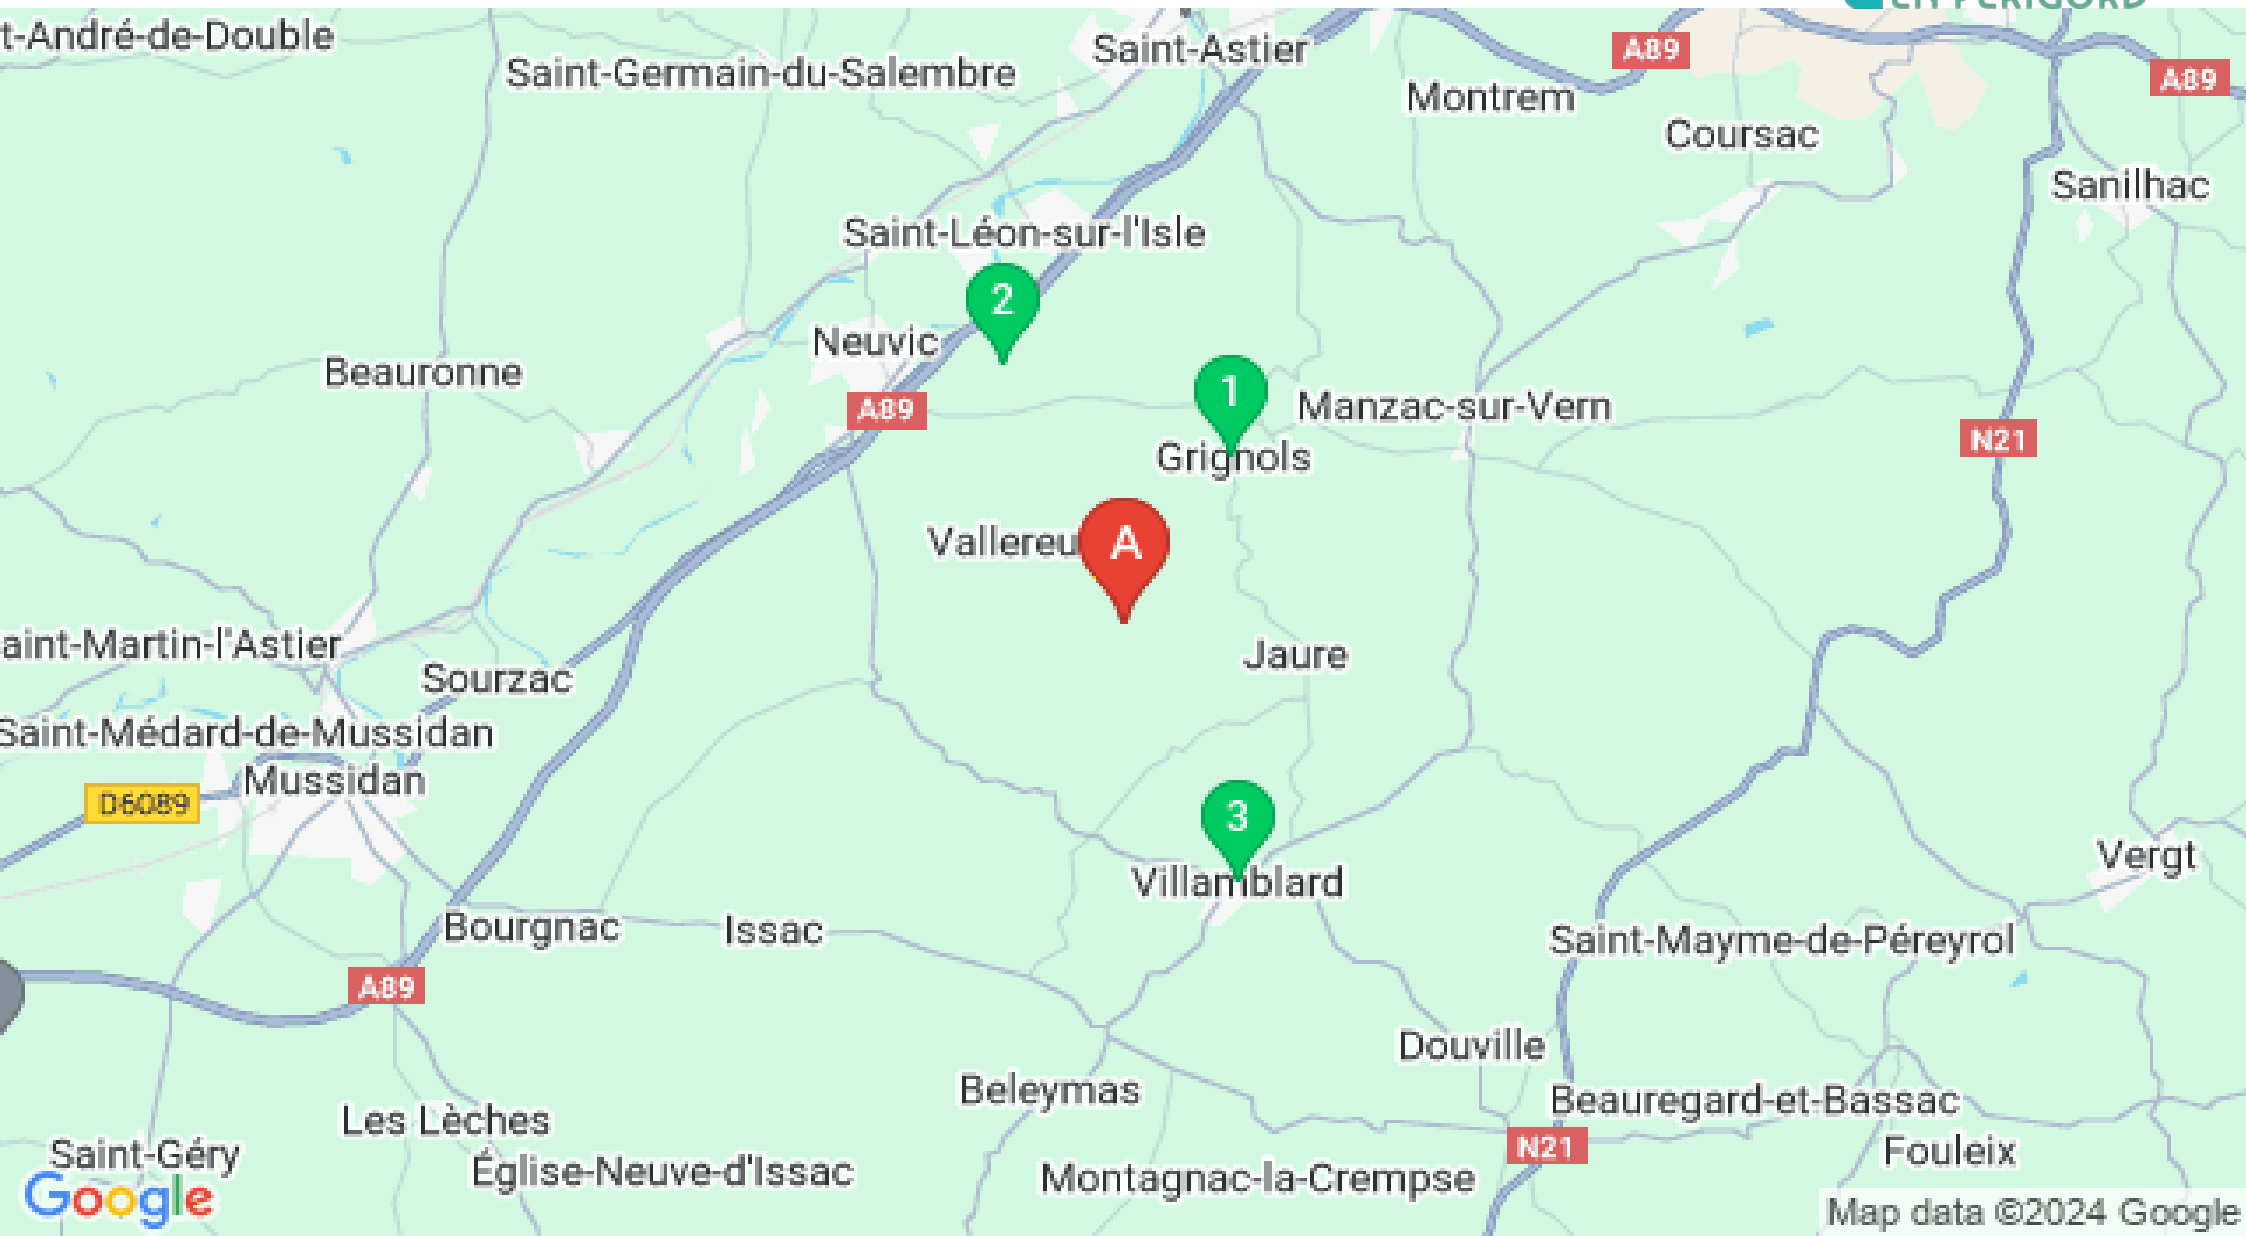 EN PÉRIGORD
t-André-de-Double
Saint-Astier
A89
Saint-Germain-du-Salembre
A89
Montrem
Coursac
Sanilhac
Saint-Léon-sur-l'Isle
2
Neuvic
Beauronne
1
A89
Manzac-sur-Vern
N21
Grignols
Vallereu
A
aint-Martin-l'Astier
Jaure
Sourzac
Saint-Médard-de-Mussidan
Mussidan
D6089
3
Vergt
Villamblard
Bourgnac
Issac
Saint-Mayme-de-Péreyrol
A89
Douville
Beleymas
Beauregard-et-Bassac
Les Lèches
N21
Fouleix
Saint-Géry
Église-Neuve-d'Issac
Montagnac-la-Crempse
Google
Map data ©2024 Google